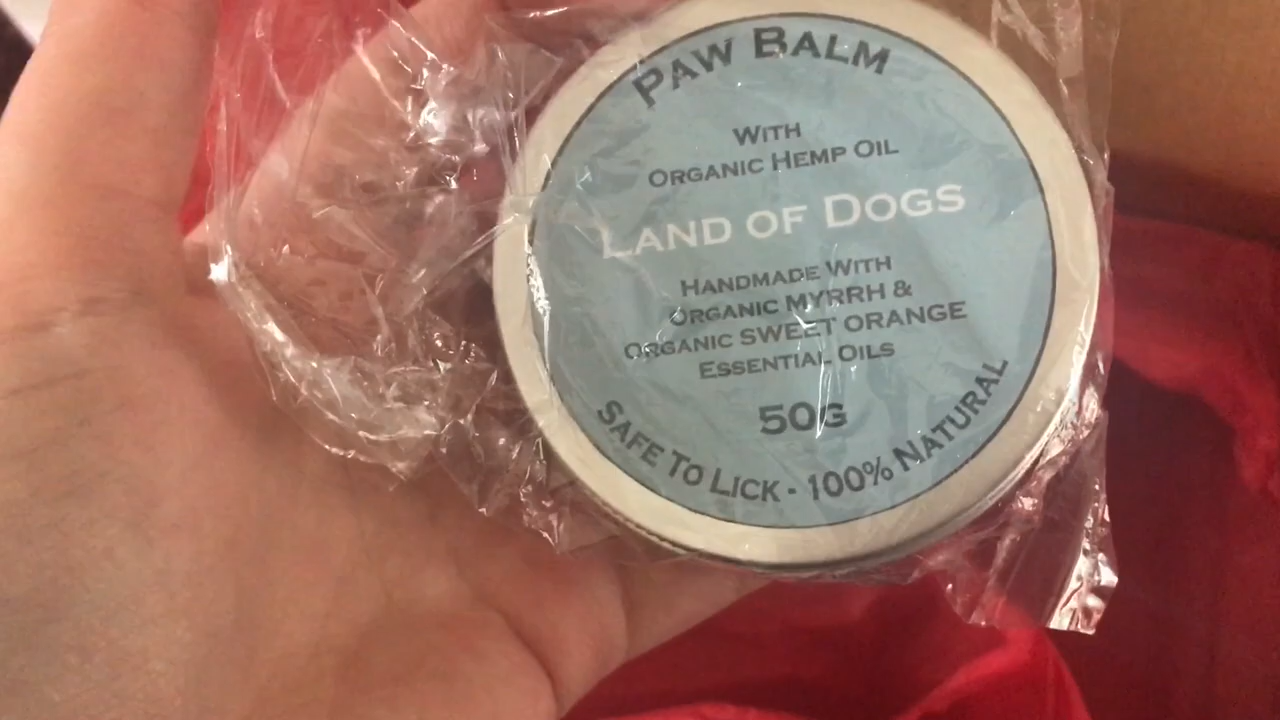 PAW BALM
WITH
ORGANIC HEMP OIL
LAND OF DOGS
HANDMADE WITH
ORGANIC MYRRH &
ORGANIC SWEET ORANGE
ESSENTIAL OILS
50G
SAFE TO LICK - 100% NATURAL